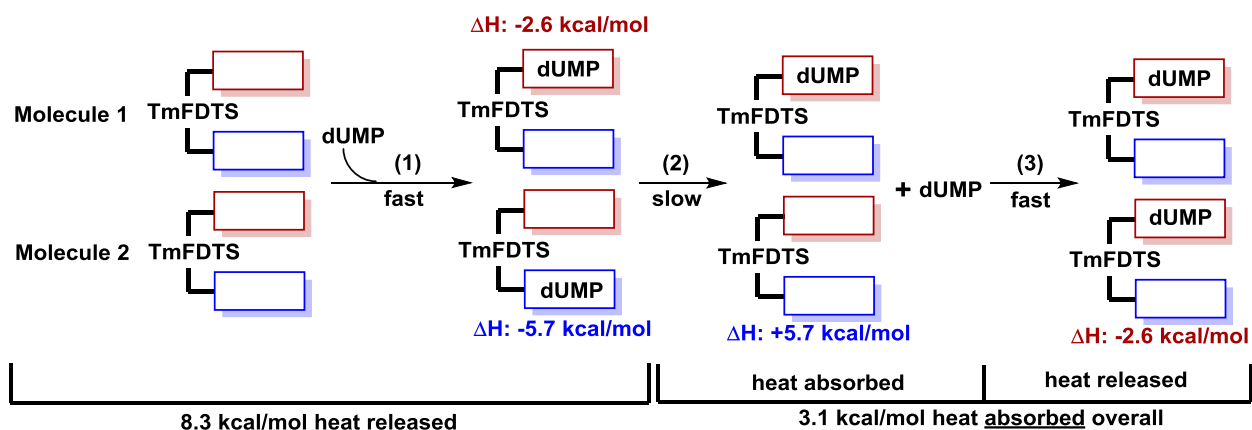 ΔH: -2.6 kcal/mol
dUMP
dUMP
dUMP
Molecule 1
TmFDTS
TmFDTS
TmFDTS
TmFDTS
dUMP
(1)
fast
(2)
slow
+ dUMP
(3)
fast
dUMP
Molecule 2
TmFDTS
TmFDTS
TmFDTS
TmFDTS
dUMP
ΔH: -5.7 kcal/mol
ΔH: +5.7 kcal/mol
ΔH: -2.6 kcal/mol
heat absorbed
heat released
8.3 kcal/mol heat released
3.1 kcal/mol heat absorbed overall